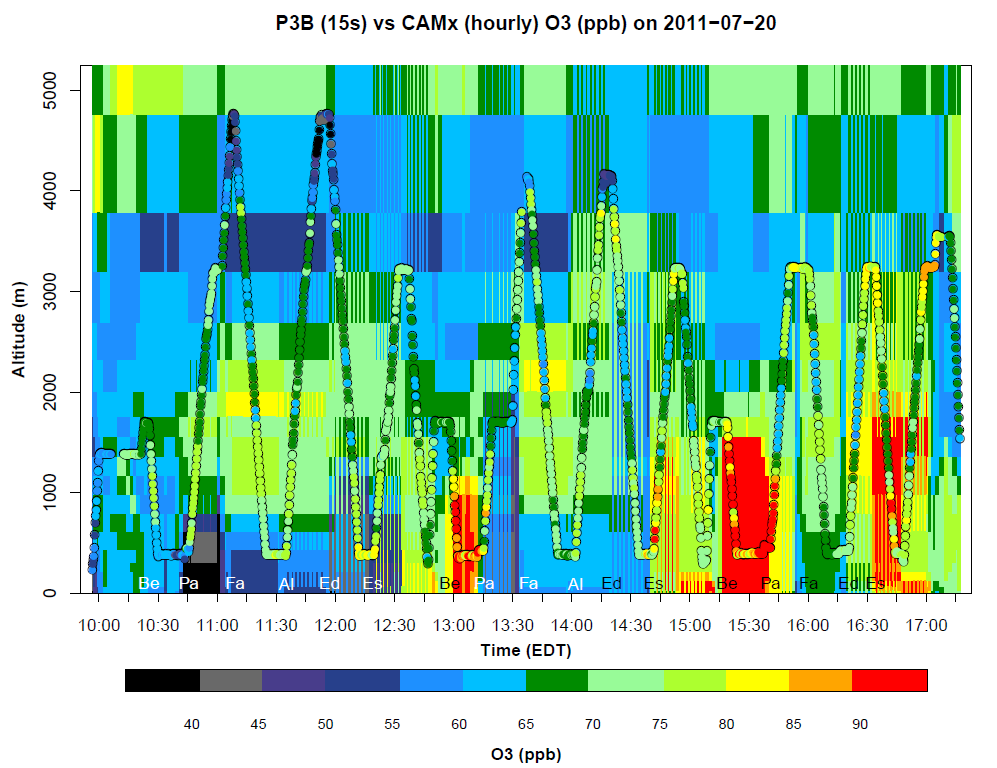 P3B (15s) vs CAMx (hourly) O3 (ppb) on 2011−07−20
Altitude (m)
5000
4000
3000
2000
1000
0
Be Pa Fa Al Ed Es Be Pa Fa Al Ed Es Be Pa Fa Ed Es
10:00 10:30 11:00 11:30 12:00 12:30 13:00 13:30 14:00 14:30 15:00 15:30 16:00 16:30 17:00
Time (EDT)
40 45 50 55 60 65 70 75 80 85 90
O3 (ppb)